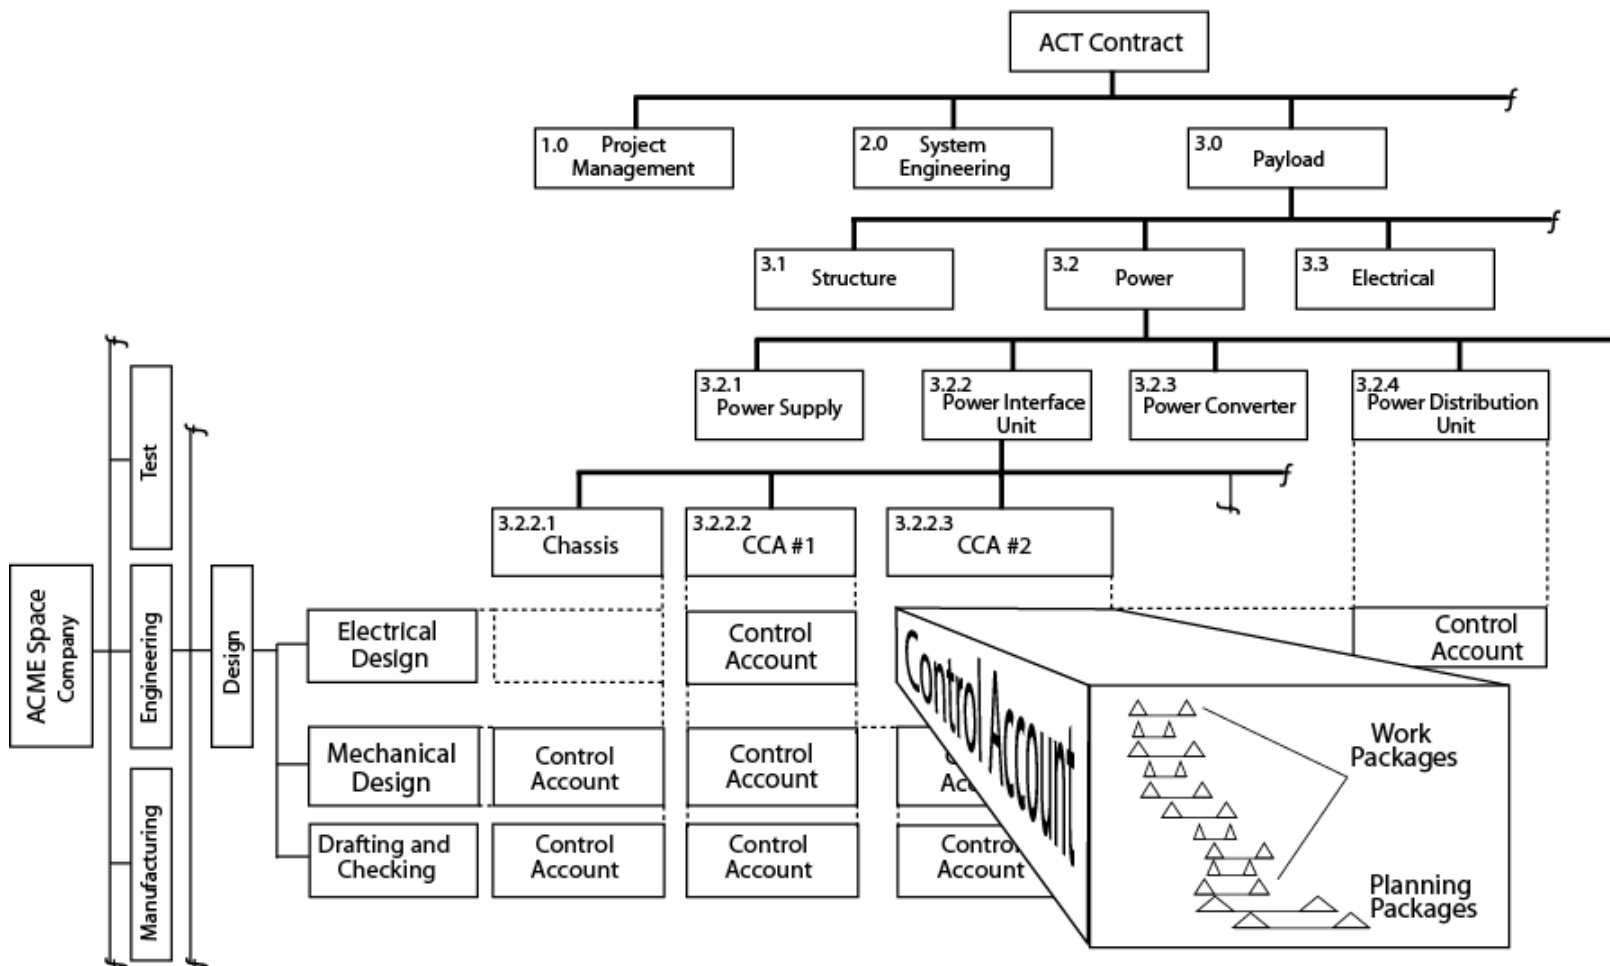 ACT Contract
1.0 Project
Management
2.0 System
Engineering
3.0
Payload
3.1
Structure
3.2
Power
3.3
Electrical
3.2.1
Power Supply
3.2.2
Power Interface
Unit
3.2.3
Power Converter
3.2.4
Power Distribution
Unit
3.2.2.1
Chassis
3.2.2.2
CCA #1
3.2.2.3
CCA #2
ACME Space
Company
Test
Engineering
Manufacturing
Design
Electrical
Design
Control
Account
Control
Account
Mechanical
Design
Control
Account
Control
Account
Drafting and
Checking
Control
Account
Control
Account
Control
Account
Control Account
Work
Packages
Planning
Packages